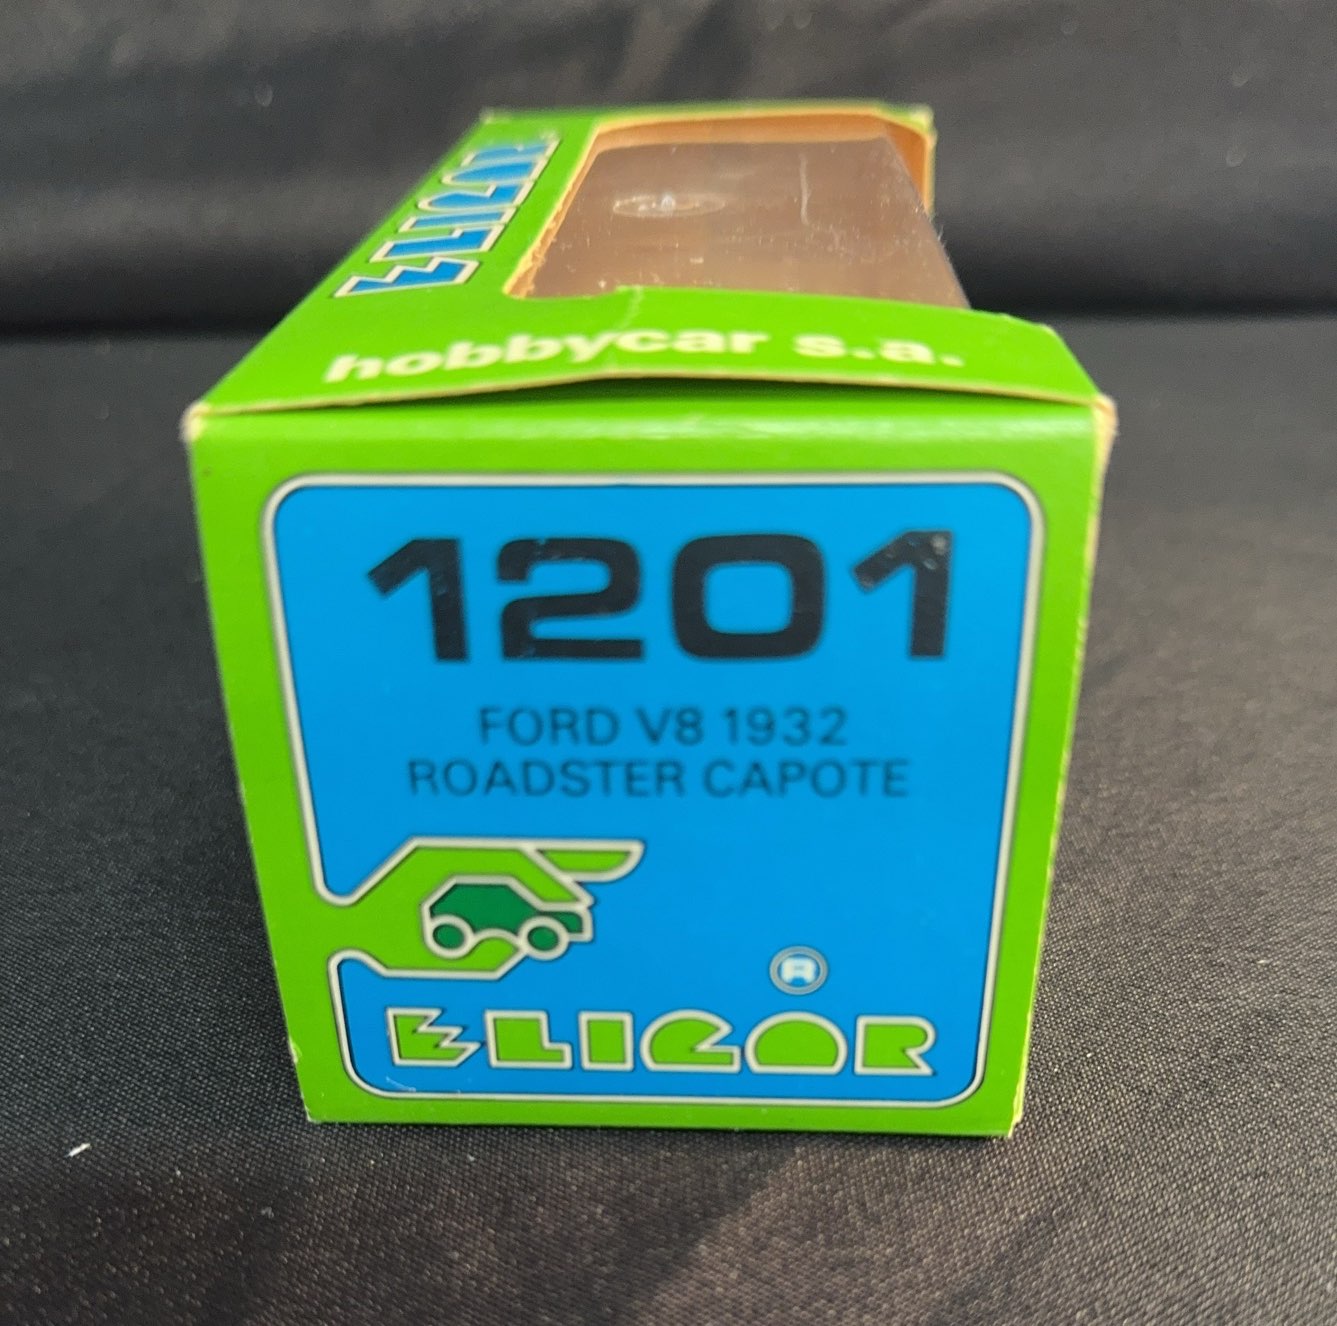 ELIGOR
hobbycar s.a.
1201
FORD V8 1932
ROADSTER CAPOTE
®
ELIGOR